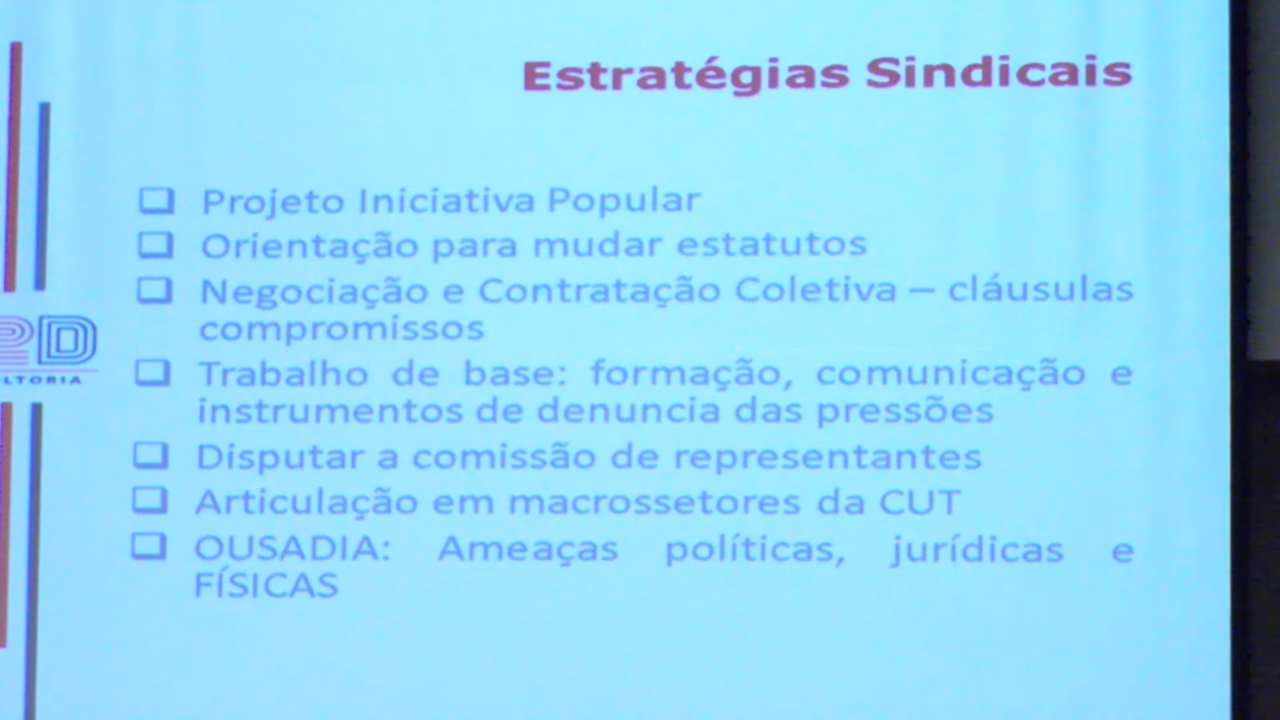 Estratégias Sindicais
Projeto Iniciativa Popular
Orientação para mudar estatutos
Negociação e Contratação Coletiva – cláusulas
compromissos
Trabalho de base: formação, comunicação e
instrumentos de denuncia das pressões
Disputar a comissão de representantes
Articulação em macrossetores da CUT
OUSADIA: Ameaças políticas, jurídicas e
FÍSICAS